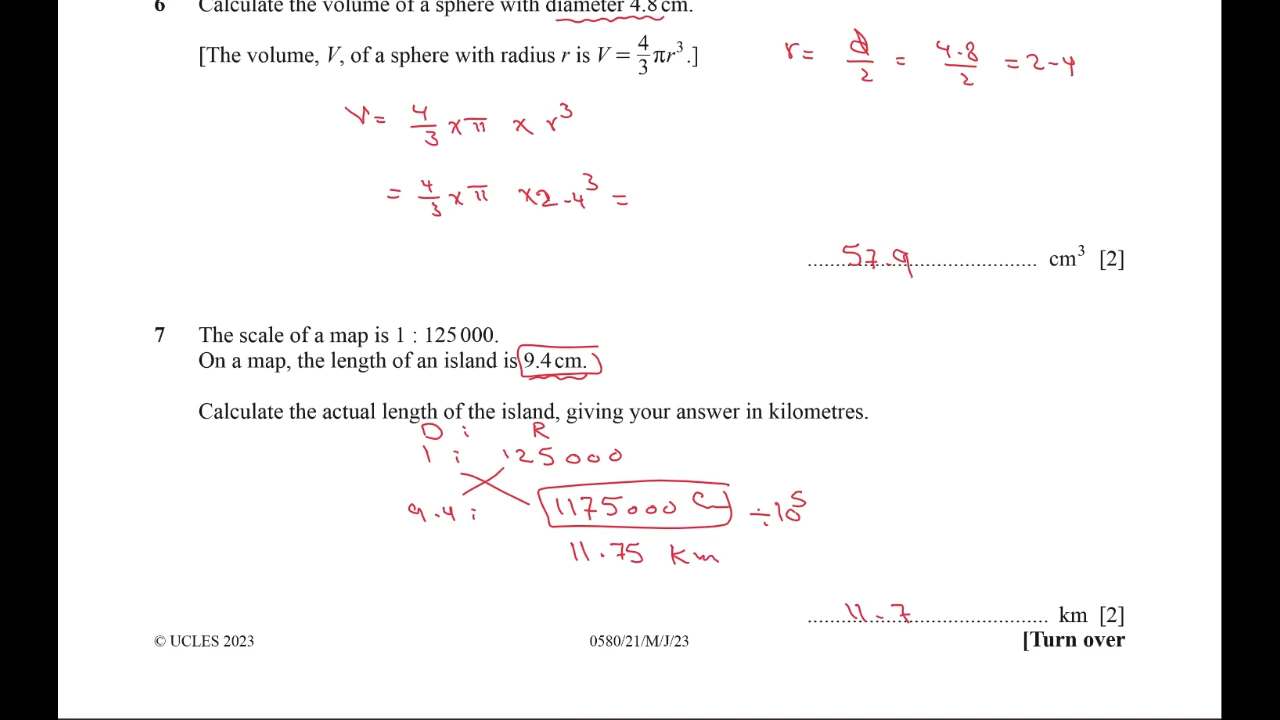 6 Calculate the volume of a sphere with diameter 4.8 cm.
[The volume, V, of a sphere with radius r is V = 4/3 πr³.]
r = d/2 = 4.8/2 = 2.4
V = 4/3 × π × r³
= 4/3 × π × 2.4³ =
57.9 cm³ [2]
7 The scale of a map is 1 : 125 000.
On a map, the length of an island is 9.4 cm.
Calculate the actual length of the island, giving your answer in kilometres.
D : R
1 : 125000
9.4 : 1175000 cm ÷10⁵
11.75 km
11.7 km [2]
© UCLES 2023 0580/21/M/J/23 [Turn over